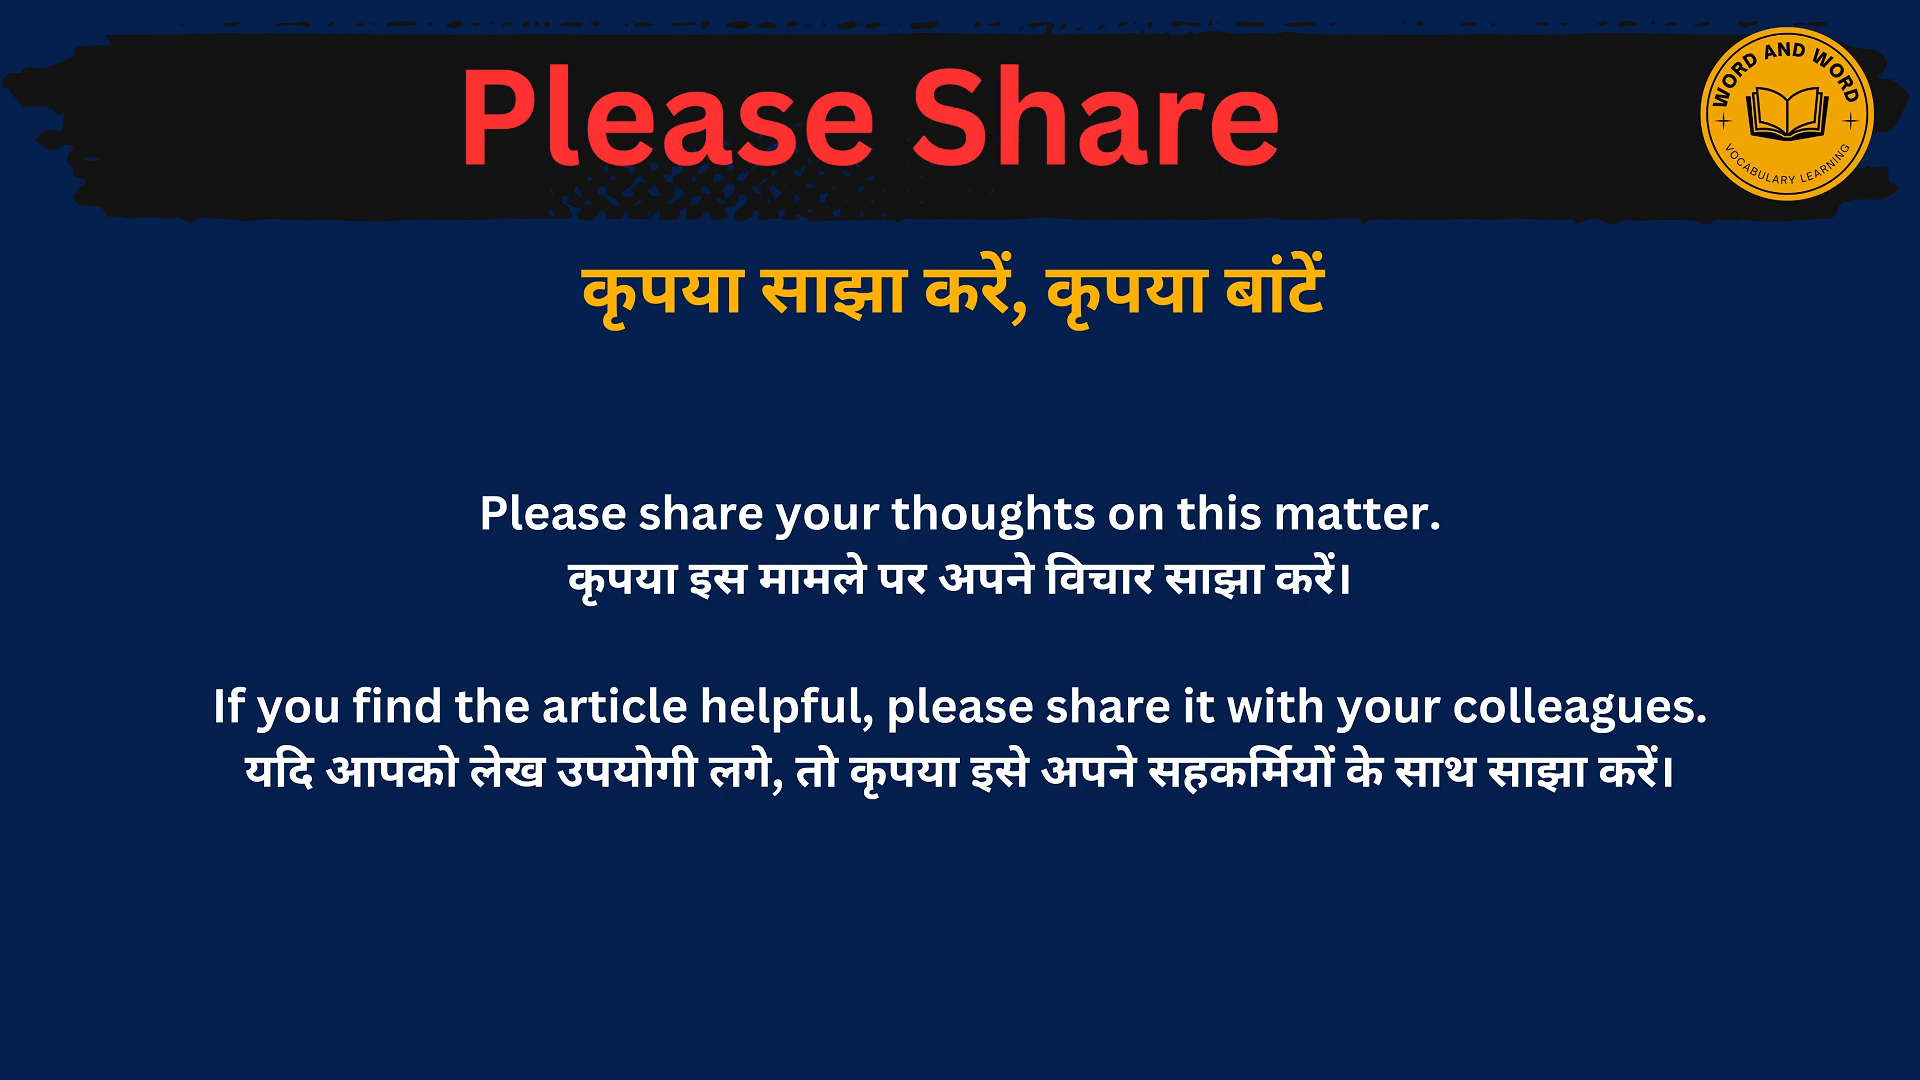 Please Share
WORD AND WORD
VOCABULARY LEARNING
कृपया साझा करें, कृपया बांटें
Please share your thoughts on this matter.
कृपया इस मामले पर अपने विचार साझा करें।
If you find the article helpful, please share it with your colleagues.
यदि आपको लेख उपयोगी लगे, तो कृपया इसे अपने सहकर्मियों के साथ साझा करें।